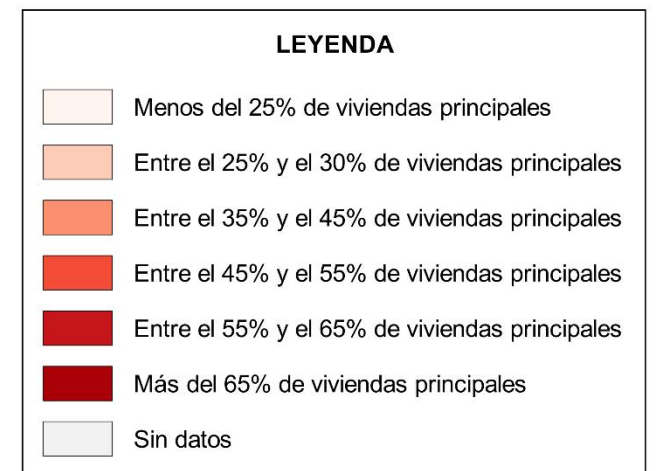 LEYENDA
Menos del 25% de viviendas principales
Entre el 25% y el 30% de viviendas principales
Entre el 35% y el 45% de viviendas principales
Entre el 45% y el 55% de viviendas principales
Entre el 55% y el 65% de viviendas principales
Más del 65% de viviendas principales
Sin datos